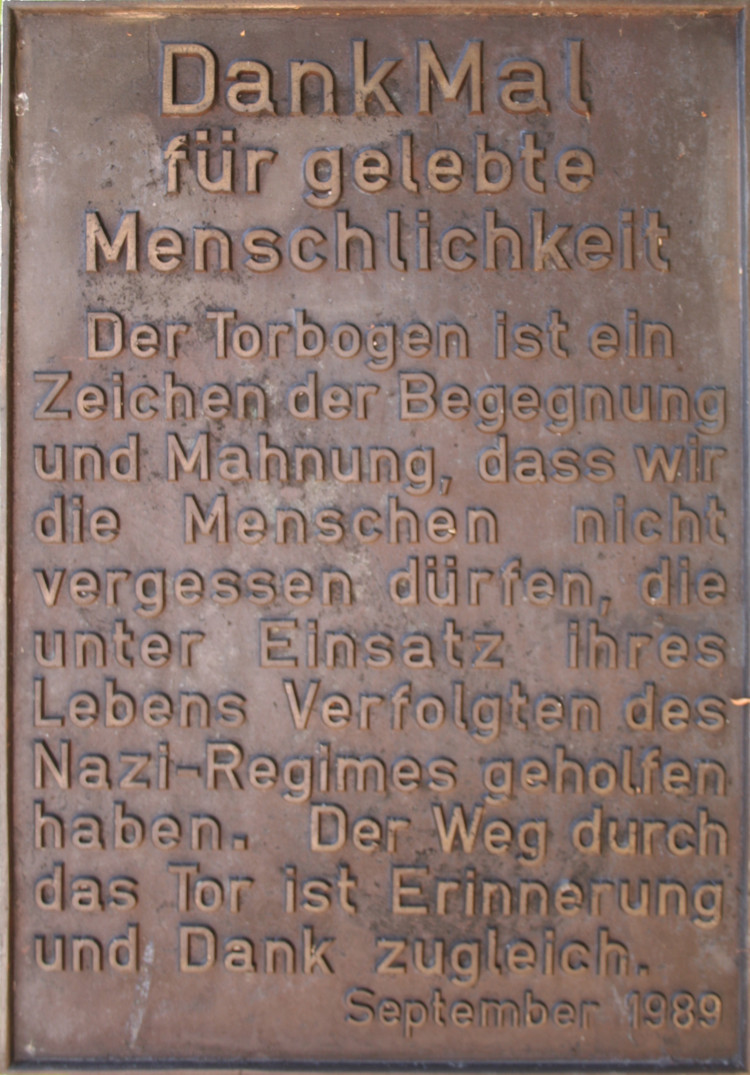 DankMal
für gelebte
Menschlichkeit
Der Torbogen ist ein
Zeichen der Begegnung
und Mahnung, dass wir
die Menschen nicht
vergessen dürfen, die
unter Einsatz ihres
Lebens Verfolgten des
Nazi-Regimes geholfen
haben. Der Weg durch
das Tor ist Erinnerung
und Dank zugleich.
September 1989